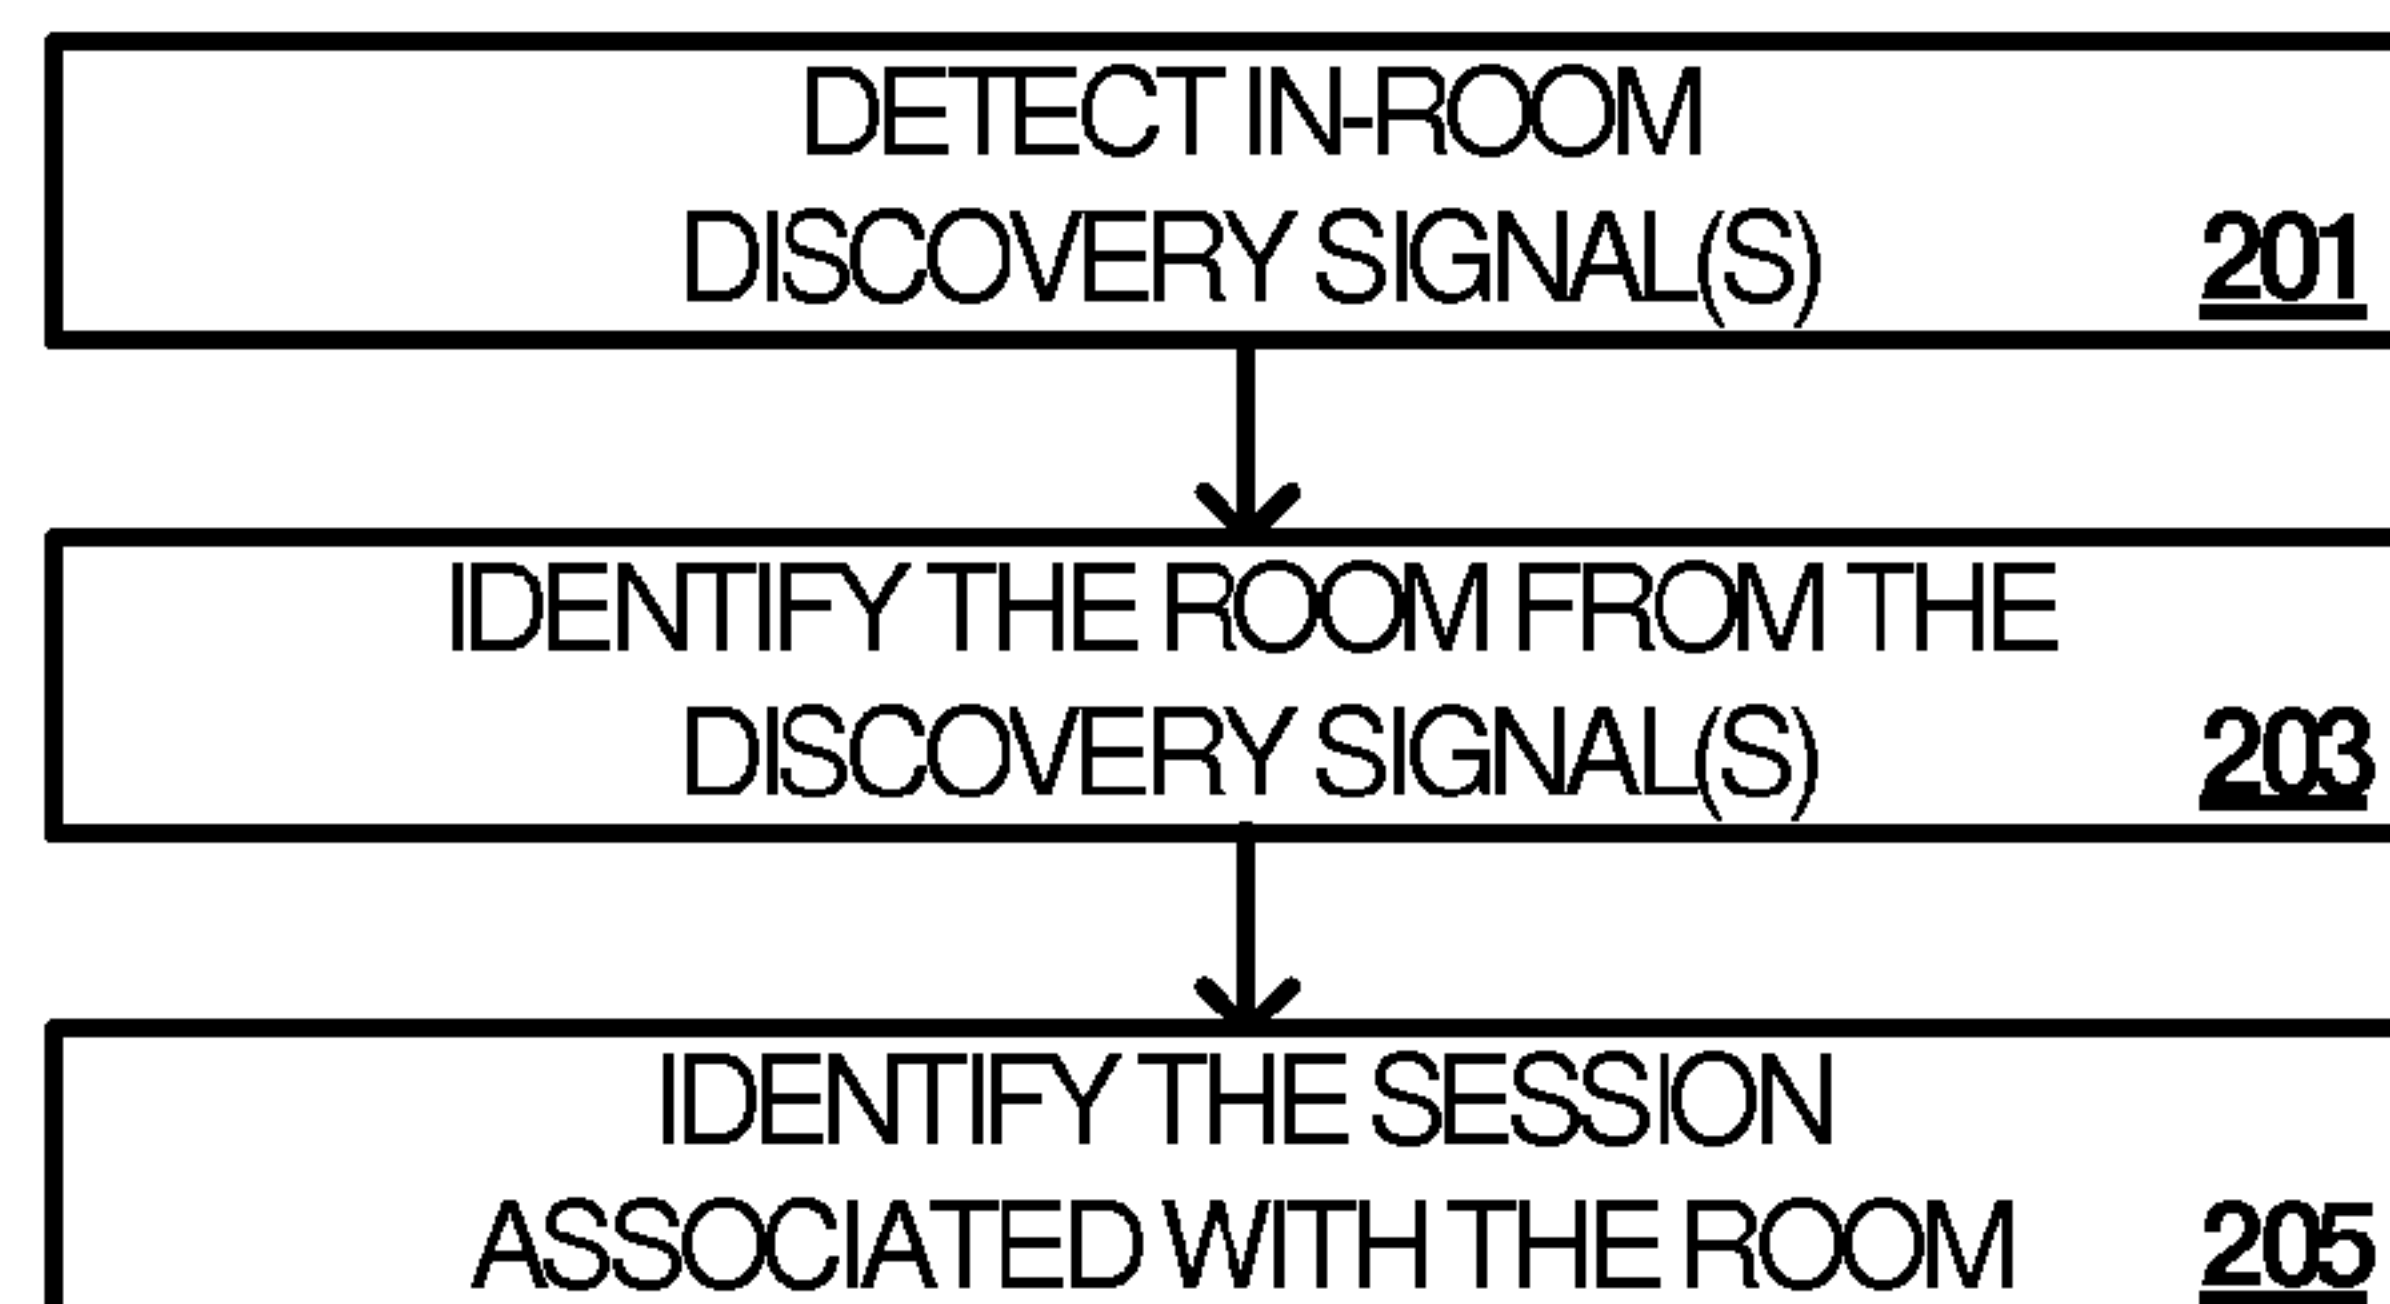 DETECT IN-ROOM
DISCOVERY SIGNAL(S) 201
IDENTIFY THE ROOM FROM THE
DISCOVERY SIGNAL(S) 203
IDENTIFY THE SESSION
ASSOCIATED WITH THE ROOM 205